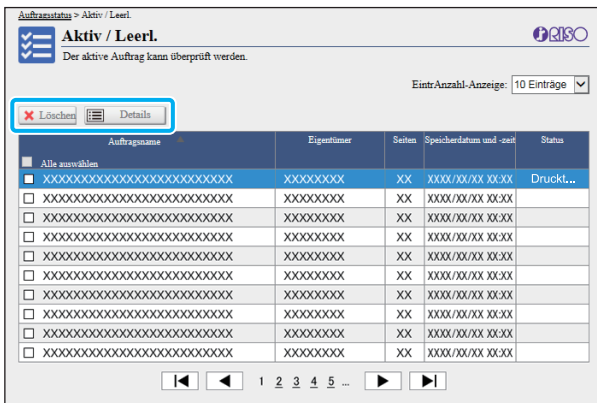 Auftragsstatus > Aktiv / Leerl.
Aktiv / Leerl.
RISO
Der aktive Auftrag kann überprüft werden.
EintrAnzahl-Anzeige: 10 Einträge
Löschen Details
Auftragsname Eigentümer Seiten Speicherdatum und -zeit Status
Alle auswählen
XXXXXXXXXXXXXXXXXXXXXXXXXX XXXXXXXX XX XXXX/XX/XX XX:XX Druckt...
XXXXXXXXXXXXXXXXXXXXXXXXXX XXXXXXXX XX XXXX/XX/XX XX:XX
XXXXXXXXXXXXXXXXXXXXXXXXXX XXXXXXXX XX XXXX/XX/XX XX:XX
XXXXXXXXXXXXXXXXXXXXXXXXXX XXXXXXXX XX XXXX/XX/XX XX:XX
XXXXXXXXXXXXXXXXXXXXXXXXXX XXXXXXXX XX XXXX/XX/XX XX:XX
XXXXXXXXXXXXXXXXXXXXXXXXXX XXXXXXXX XX XXXX/XX/XX XX:XX
XXXXXXXXXXXXXXXXXXXXXXXXXX XXXXXXXX XX XXXX/XX/XX XX:XX
XXXXXXXXXXXXXXXXXXXXXXXXXX XXXXXXXX XX XXXX/XX/XX XX:XX
XXXXXXXXXXXXXXXXXXXXXXXXXX XXXXXXXX XX XXXX/XX/XX XX:XX
XXXXXXXXXXXXXXXXXXXXXXXXXX XXXXXXXX XX XXXX/XX/XX XX:XX
1 2 3 4 5 ...